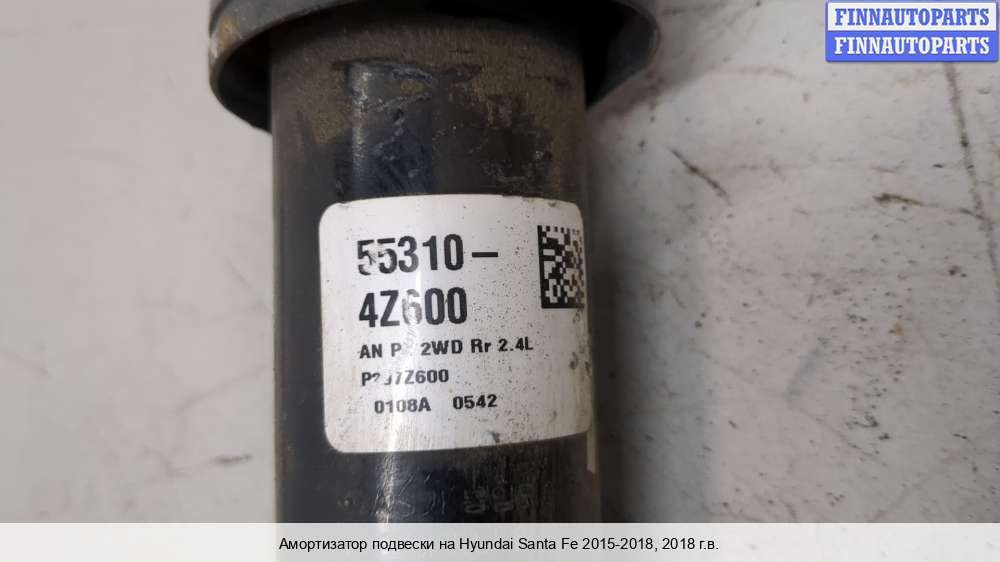 FINNAUTOPARTS
FINNAUTOPARTS
55310-
4Z600
AN 2WD Rr 2.4L
0108A 0542
Амортизатор подвески на Hyundai Santa Fe 2015-2018, 2018 г.в.